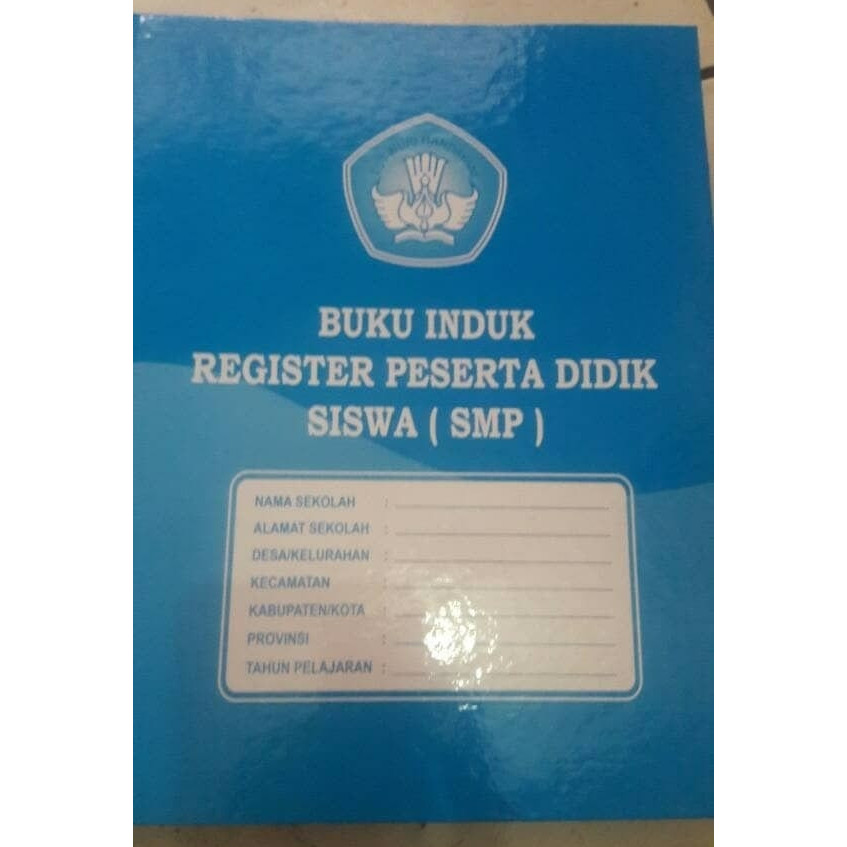 BUKU INDUK
REGISTER PESERTA DIDIK
SISWA ( SMP )
NAMA SEKOLAH :
ALAMAT SEKOLAH :
DESA/KELURAHAN :
KECAMATAN :
KABUPATEN/KOTA :
PROVINSI :
TAHUN PELAJARAN :